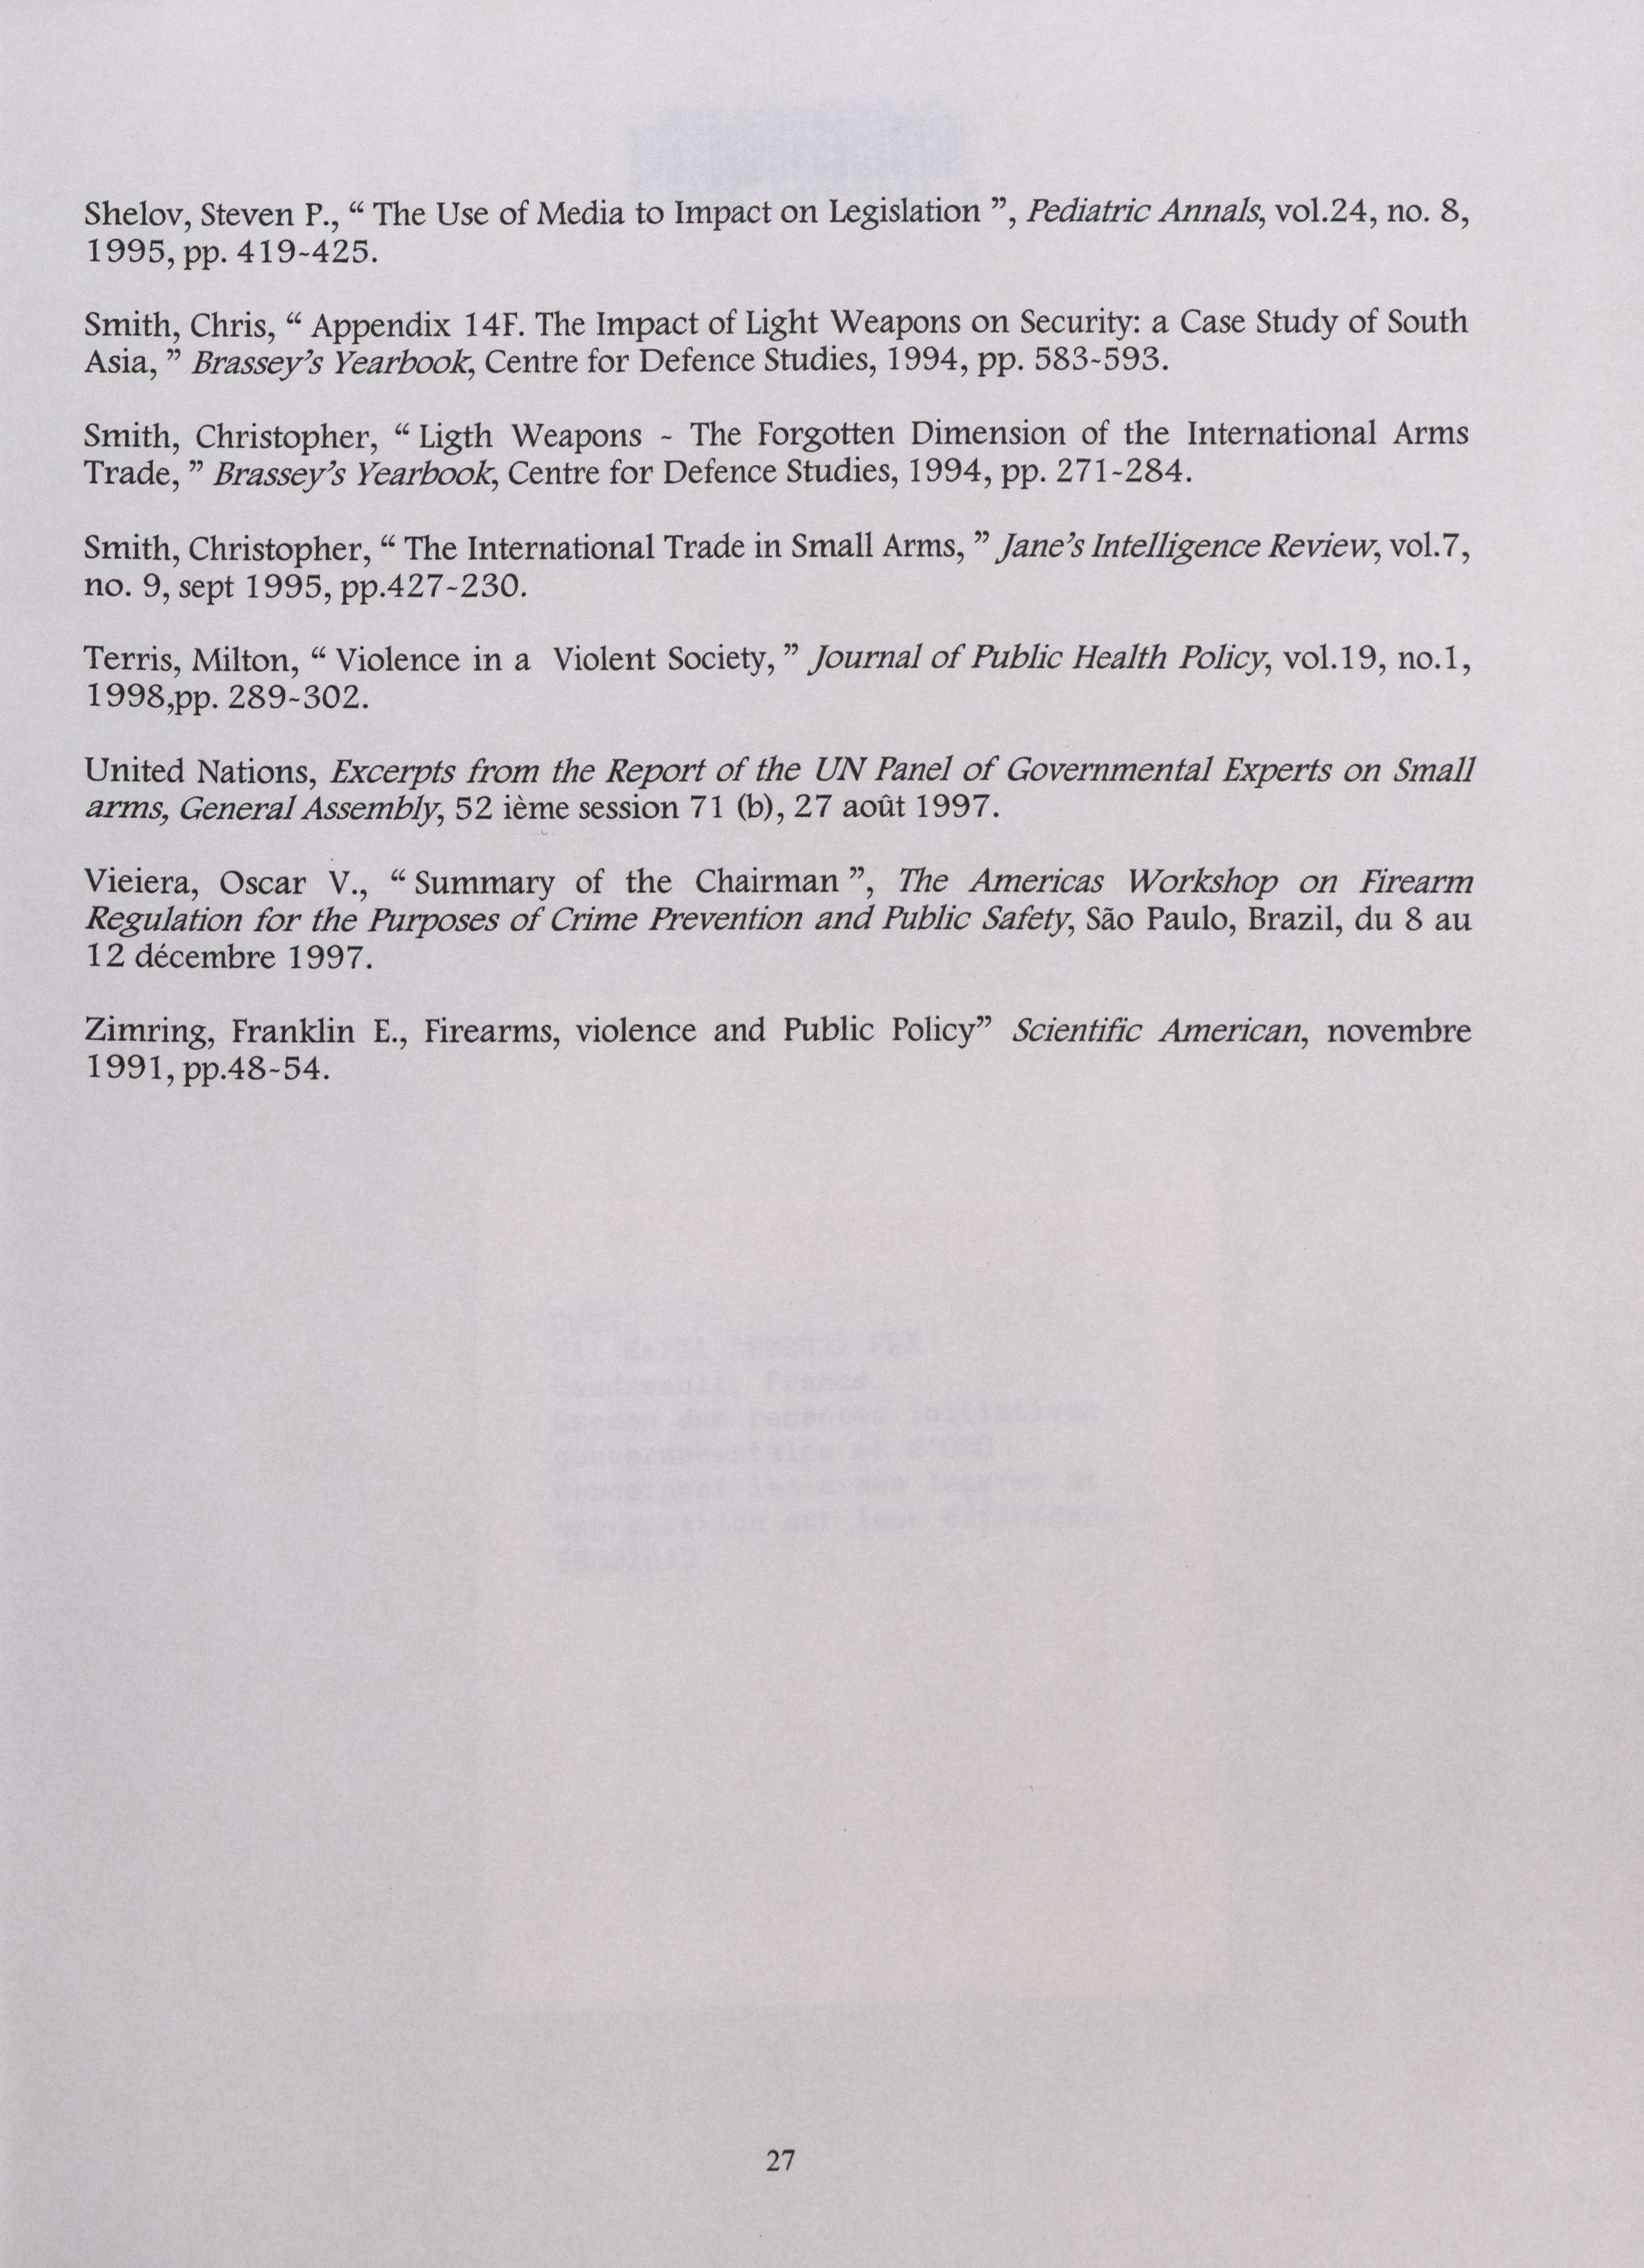 Shelov, Steven P., “ The Use of Media to Impact on Legislation ”, Pediatric Annals, vol.24, no. 8,
1995, pp. 419-425.
Smith, Chris, “ Appendix 14F. The Impact of Light Weapons on Security: a Case Study of South
Asia, ” Brassey’s Yearbook, Centre for Defence Studies, 1994, pp. 583-593.
Smith, Christopher, “ Ligth Weapons - The Forgotten Dimension of the International Arms
Trade, ” Brassey’s Yearbook, Centre for Defence Studies, 1994, pp. 271-284.
Smith, Christopher, “ The International Trade in Small Arms, ” Jane’s Intelligence Review, vol.7,
no. 9, sept 1995, pp.427-230.
Terris, Milton, “ Violence in a Violent Society, ” Journal of Public Health Policy, vol.19, no.1,
1998,pp. 289-302.
United Nations, Excerpts from the Report of the UN Panel of Governmental Experts on Small
arms, General Assembly, 52 ième session 71 (b), 27 août 1997.
Vieiera, Oscar V., “ Summary of the Chairman ”, The Americas Workshop on Firearm
Regulation for the Purposes of Crime Prevention and Public Safety, São Paulo, Brazil, du 8 au
12 décembre 1997.
Zimring, Franklin E., Firearms, violence and Public Policy” Scientific American, novembre
1991, pp.48-54.
27